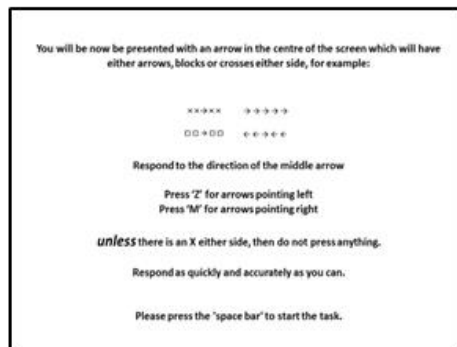 You will be now be presented with an arrow in the centre of the screen which will have
either arrows, blocks or crosses either side, for example:
××→×× →→→→→
□□→□□ ←←→←←
Respond to the direction of the middle arrow
Press 'Z' for arrows pointing left
Press 'M' for arrows pointing right
unless there is an X either side, then do not press anything.
Respond as quickly and accurately as you can.
Please press the 'space bar' to start the task.